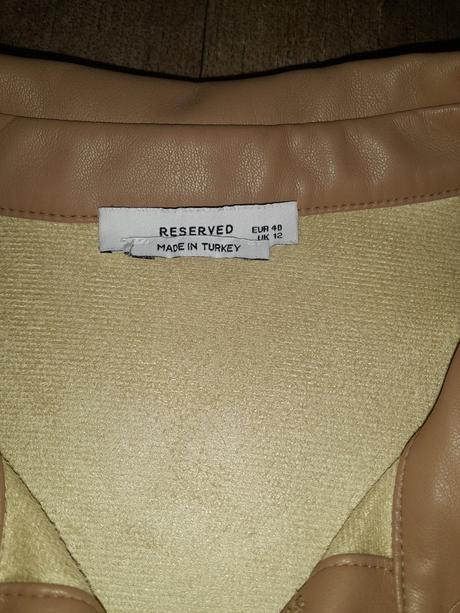 RESERVED
EUR 40
UK 12
MADE IN TURKEY